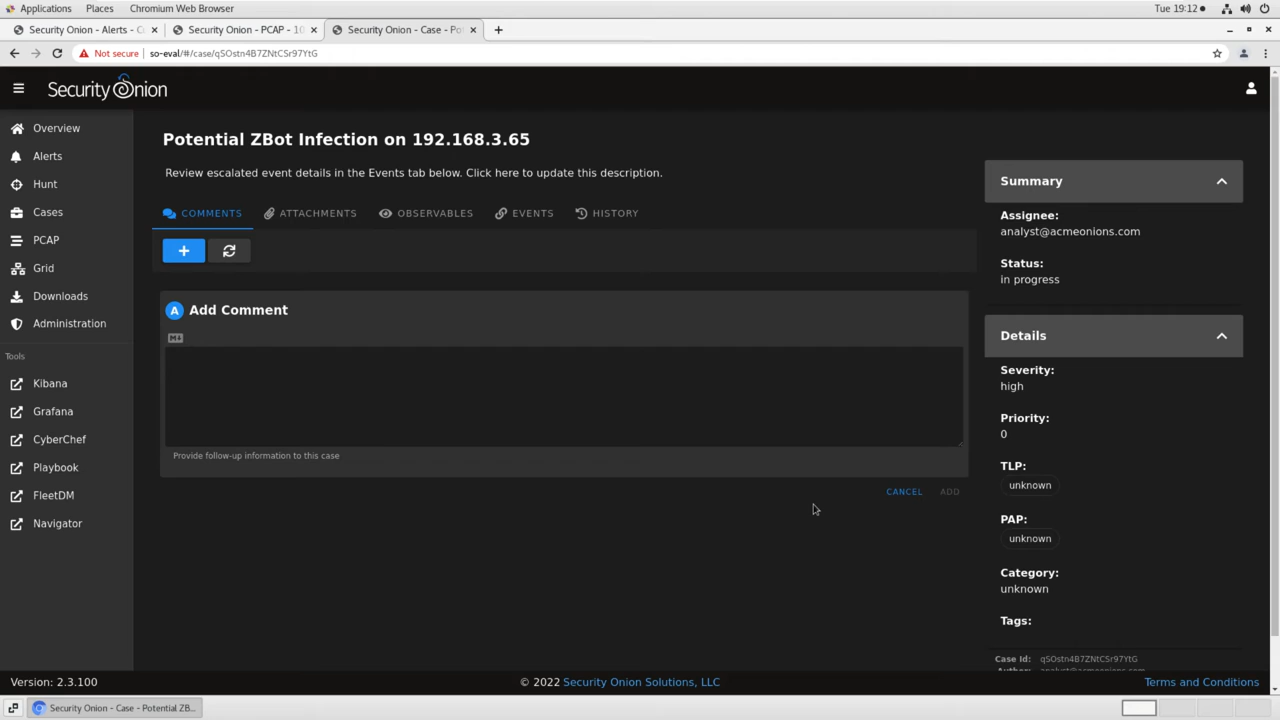 Applications Places Chromium Web Browser Tue 19:12
Security Onion - Alerts - C
Security Onion - PCAP - 10
Security Onion - Case - Po
Not secure so-eval/#/case/qSOstn4B7ZNtCSr97YtG
Security Onion
Overview
Alerts
Hunt
Cases
PCAP
Grid
Downloads
Administration
Tools
Kibana
Grafana
CyberChef
Playbook
FleetDM
Navigator
Potential ZBot Infection on 192.168.3.65
Review escalated event details in the Events tab below. Click here to update this description.
COMMENTS ATTACHMENTS OBSERVABLES EVENTS HISTORY
A Add Comment
Provide follow-up information to this case
CANCEL ADD
Summary
Assignee:
analyst@acmeonions.com
Status:
in progress
Details
Severity:
high
Priority:
0
TLP:
unknown
PAP:
unknown
Category:
unknown
Tags:
Case Id: qSOstn4B7ZNtCSr97YtG
Author: analyst@acmeonions.com
Version: 2.3.100
© 2022 Security Onion Solutions, LLC
Terms and Conditions
Security Onion - Case - Potential ZB...